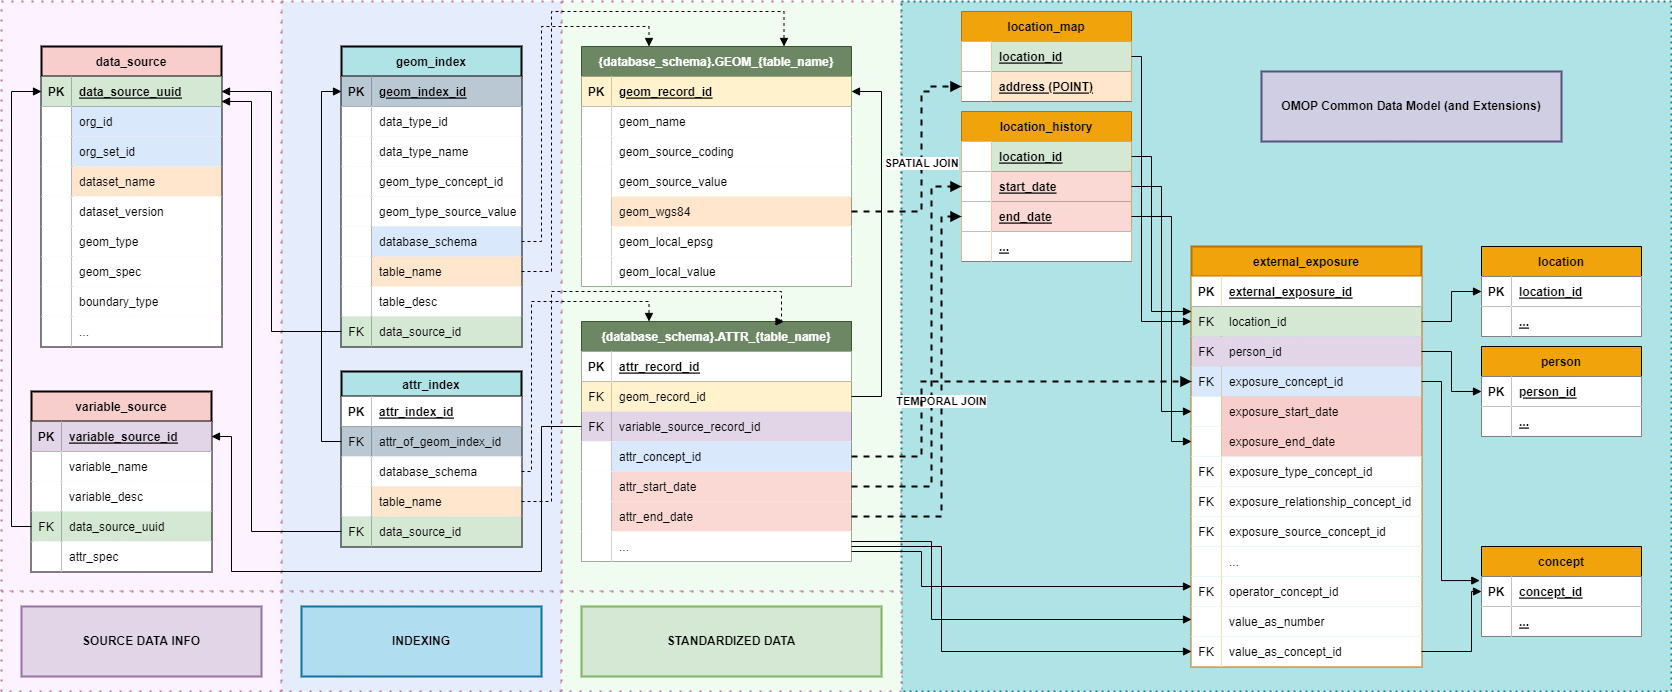 data_source
PK data_source_uuid
org_id
org_set_id
dataset_name
dataset_version
geom_type
geom_spec
boundary_type
...
variable_source
PK variable_source_id
variable_name
variable_desc
FK data_source_uuid
attr_spec
SOURCE DATA INFO
geom_index
PK geom_index_id
data_type_id
data_type_name
geom_type_concept_id
geom_type_source_value
database_schema
table_name
table_desc
FK data_source_id
attr_index
PK attr_index_id
FK attr_of_geom_index_id
database_schema
table_name
FK data_source_id
INDEXING
{database_schema}.GEOM_{table_name}
PK geom_record_id
geom_name
geom_source_coding
geom_source_value
geom_wgs84
geom_local_epsg
geom_local_value
{database_schema}.ATTR_{table_name}
PK attr_record_id
FK geom_record_id
FK variable_source_record_id
attr_concept_id
attr_start_date
attr_end_date
...
STANDARDIZED DATA
SPATIAL JOIN
TEMPORAL JOIN
location_map
location_id
address (POINT)
location_history
location_id
start_date
end_date
...
OMOP Common Data Model (and Extensions)
external_exposure
PK external_exposure_id
FK location_id
FK person_id
FK exposure_concept_id
exposure_start_date
exposure_end_date
FK exposure_type_concept_id
FK exposure_relationship_concept_id
FK exposure_source_concept_id
...
FK operator_concept_id
value_as_number
FK value_as_concept_id
location
PK location_id
...
person
PK person_id
...
concept
PK concept_id
...